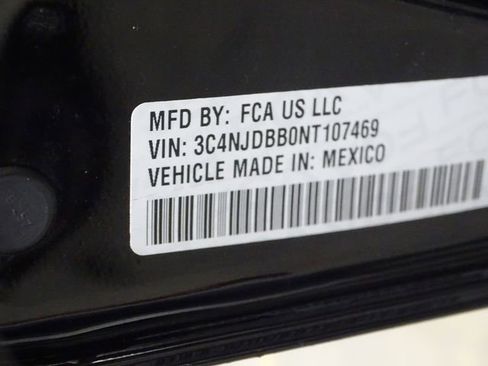 MFD BY: FCA US LLC
VIN: 3C4NJDBB0NT107469
VEHICLE MADE IN: MEXICO